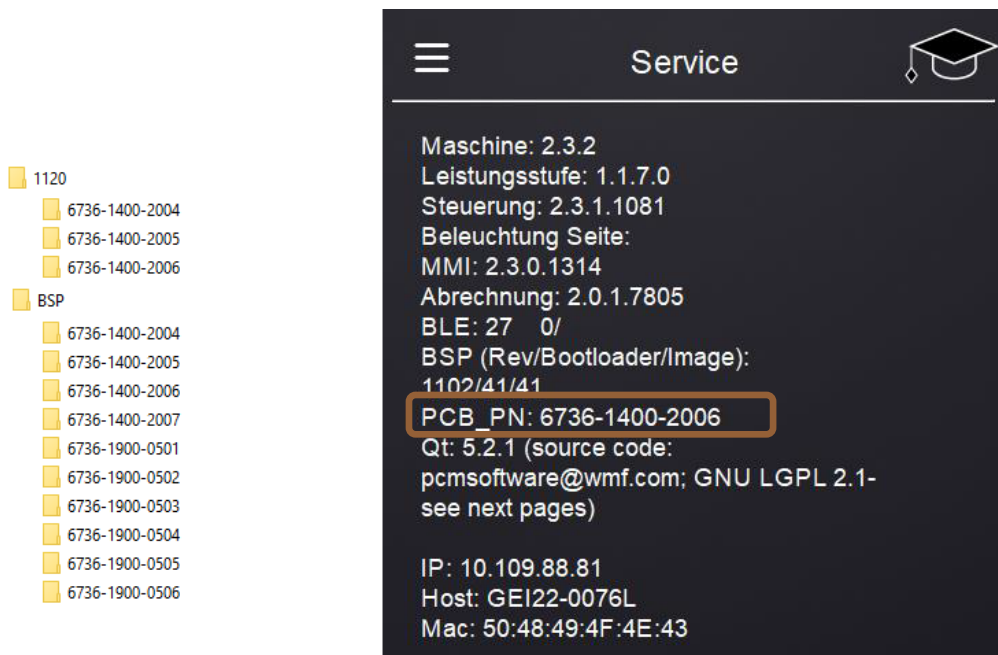 1120
6736-1400-2004
6736-1400-2005
6736-1400-2006
BSP
6736-1400-2004
6736-1400-2005
6736-1400-2006
6736-1400-2007
6736-1900-0501
6736-1900-0502
6736-1900-0503
6736-1900-0504
6736-1900-0505
6736-1900-0506
Service
Maschine: 2.3.2
Leistungsstufe: 1.1.7.0
Steuerung: 2.3.1.1081
Beleuchtung Seite:
MMI: 2.3.0.1314
Abrechnung: 2.0.1.7805
BLE: 27 0/
BSP (Rev/Bootloader/Image):
1102/41/41
PCB_PN: 6736-1400-2006
Qt: 5.2.1 (source code:
pcmsoftware@wmf.com; GNU LGPL 2.1-
see next pages)
IP: 10.109.88.81
Host: GEI22-0076L
Mac: 50:48:49:4F:4E:43